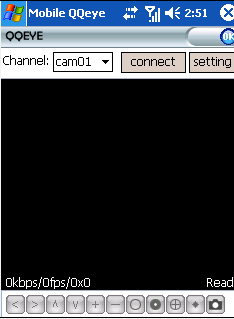 Mobile QQeye 2:51
QQEYE OK
Channel: cam01 connect setting
0kbps/0fps/0x0 Read